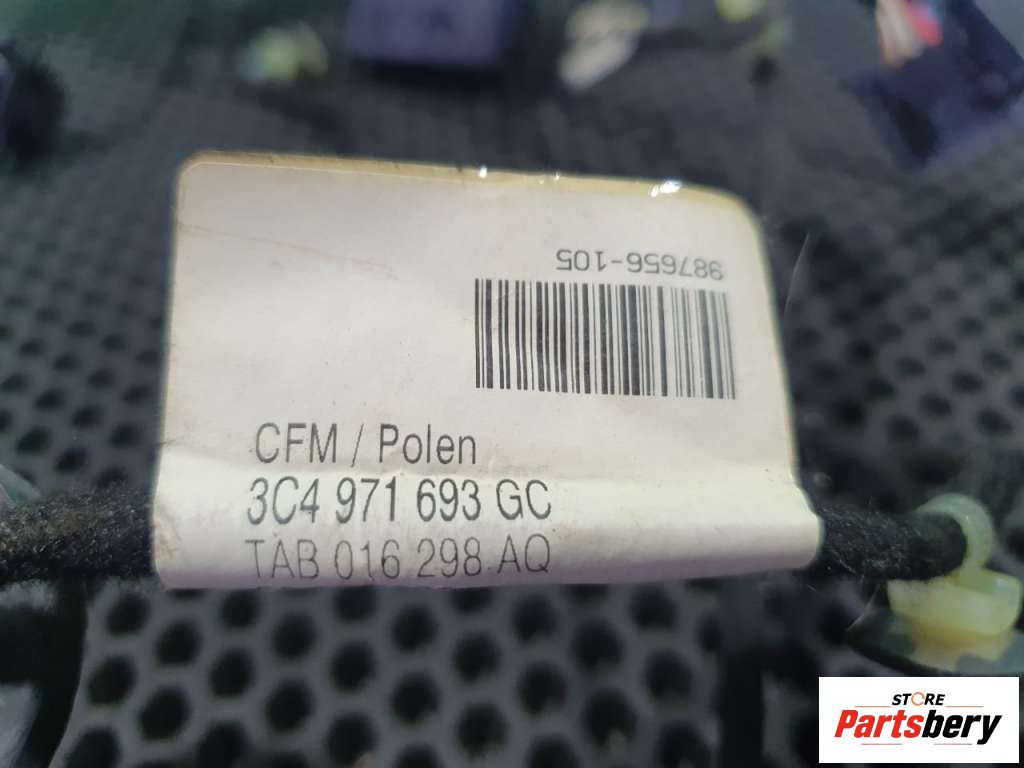 987656-105
CFM / Polen
3C4 971 693 GC
TAB 016 298 AQ
STORE
Partsbery